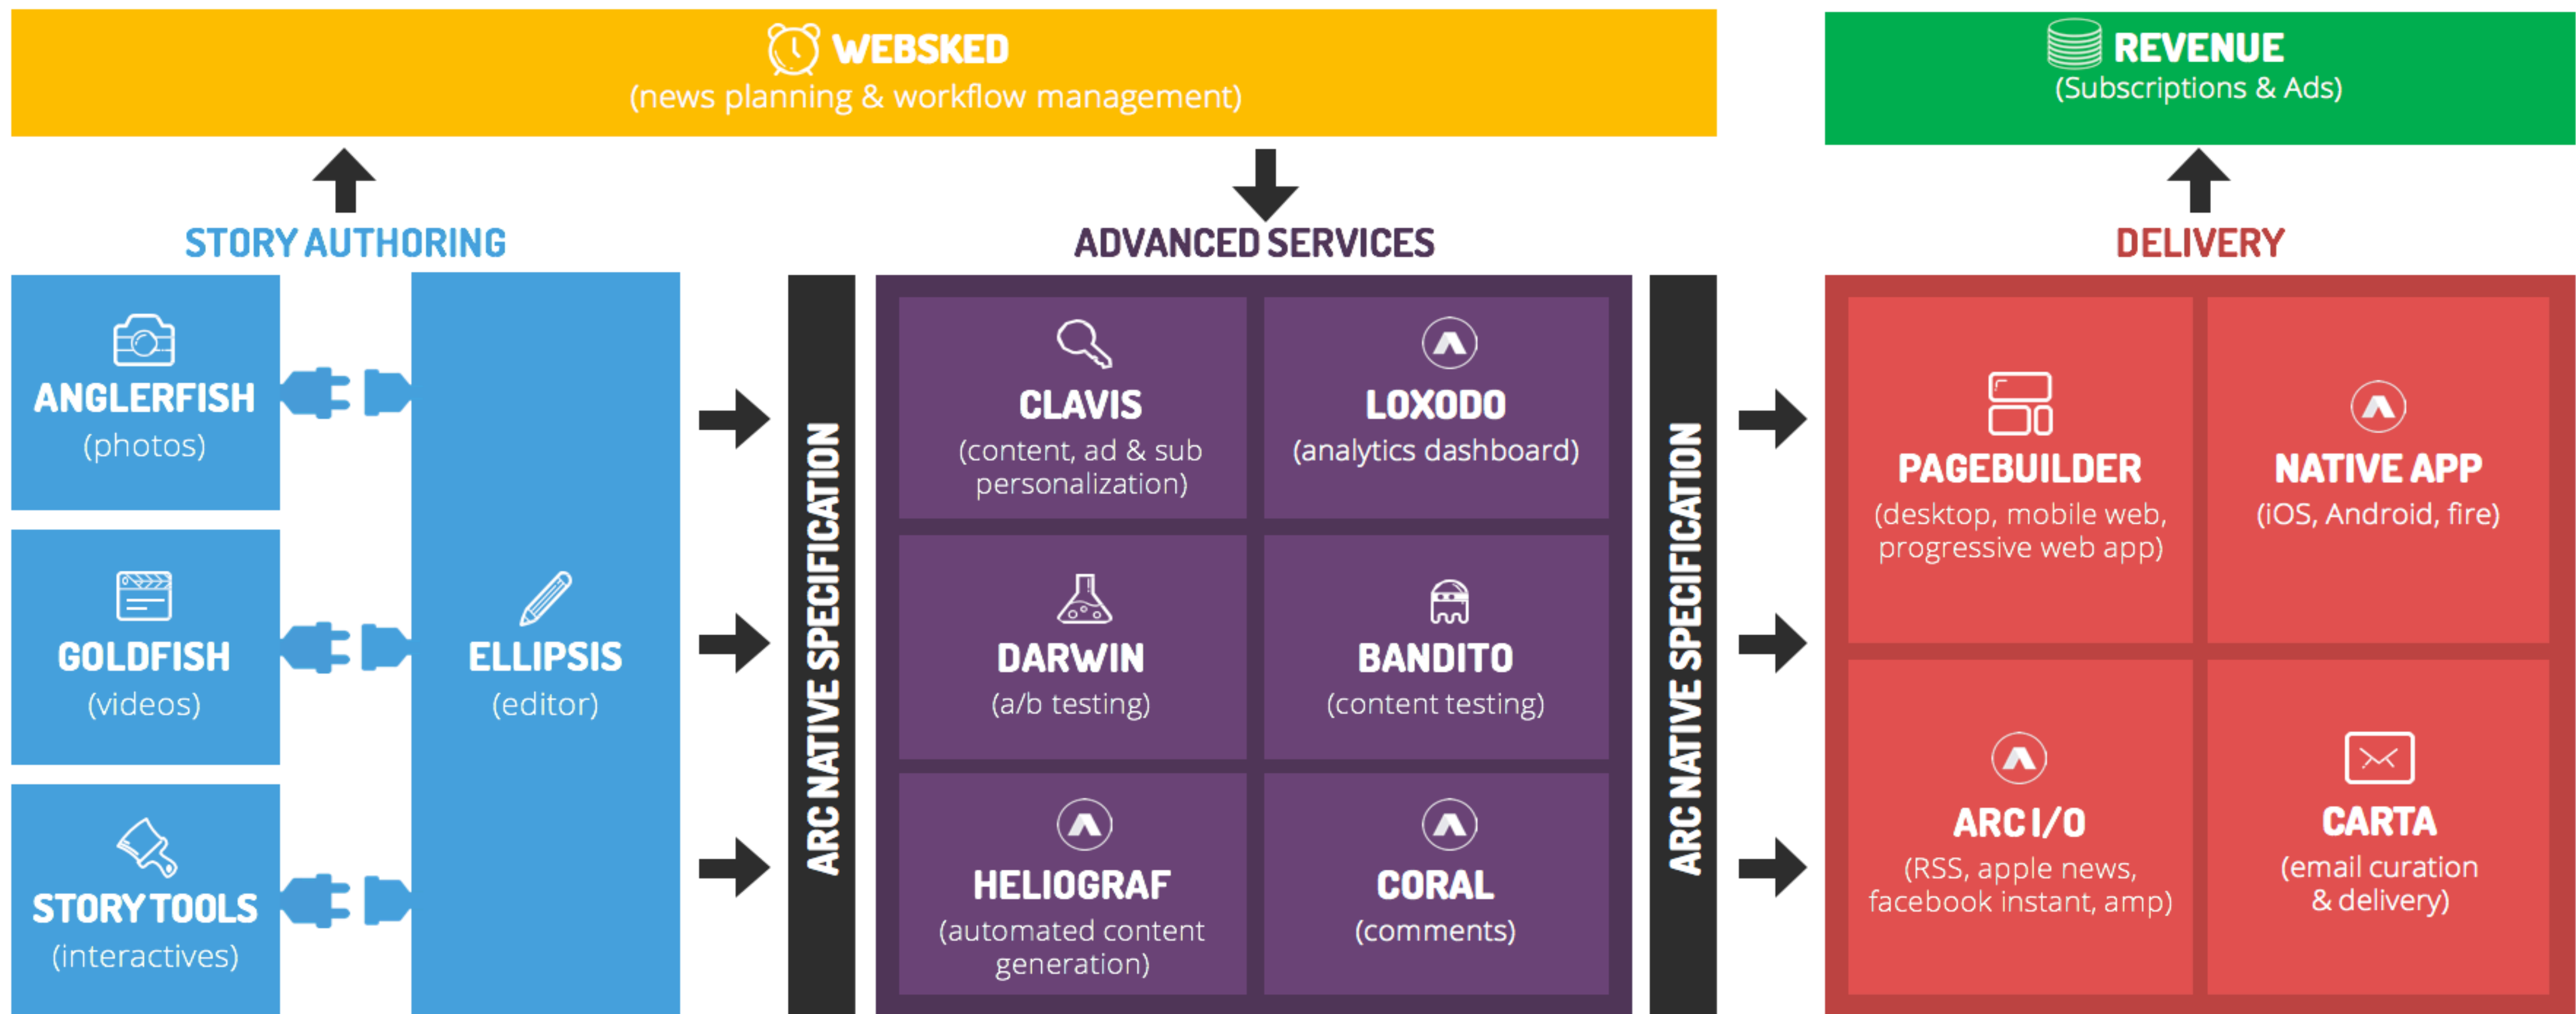 WEBSKED
(news planning & workflow management)
REVENUE
(Subscriptions & Ads)
STORY AUTHORING
ADVANCED SERVICES
DELIVERY
ANGLERFISH
(photos)
GOLDFISH
(videos)
STORY TOOLS
(interactives)
ELLIPSIS
(editor)
ARC NATIVE SPECIFICATION
CLAVIS
(content, ad & sub
personalization)
LOXODO
(analytics dashboard)
DARWIN
(a/b testing)
BANDITO
(content testing)
HELIOGRAF
(automated content
generation)
CORAL
(comments)
ARC NATIVE SPECIFICATION
PAGEBUILDER
(desktop, mobile web,
progressive web app)
NATIVE APP
(iOS, Android, fire)
ARC I/O
(RSS, apple news,
facebook instant, amp)
CARTA
(email curation
& delivery)